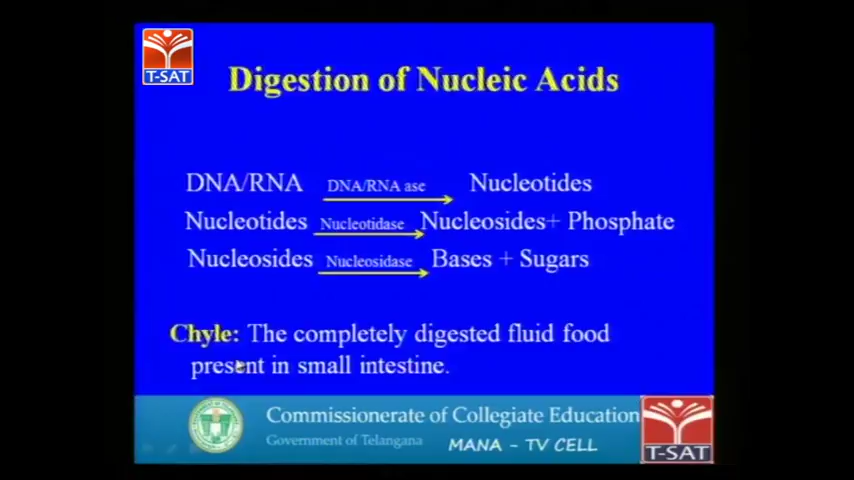 T-SAT
Digestion of Nucleic Acids
DNA/RNA DNA/RNA ase Nucleotides
Nucleotides Nucleotidase Nucleosides+ Phosphate
Nucleosides Nucleosidase Bases + Sugars
Chyle: The completely digested fluid food
present in small intestine.
Commissionerate of Collegiate Education
Government of Telangana MANA - TV CELL
T-SAT